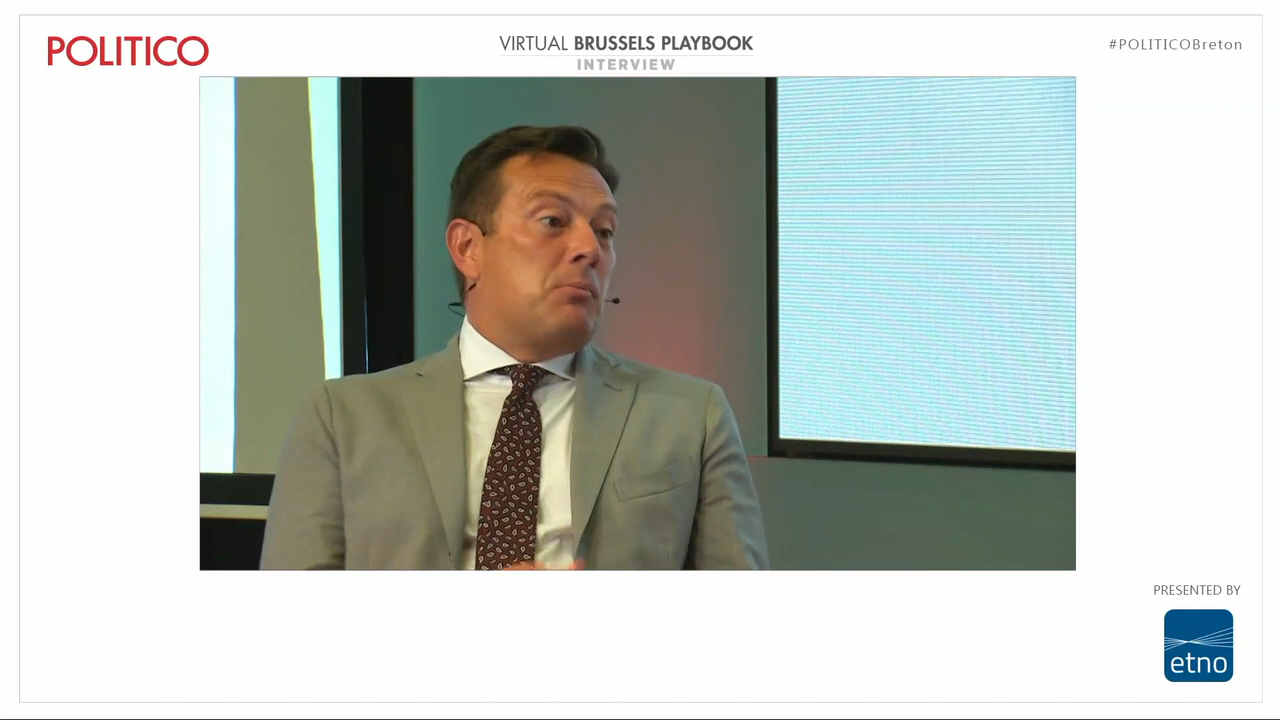 POLITICO
VIRTUAL BRUSSELS PLAYBOOK
INTERVIEW
#POLITICOBreton
PRESENTED BY
etno